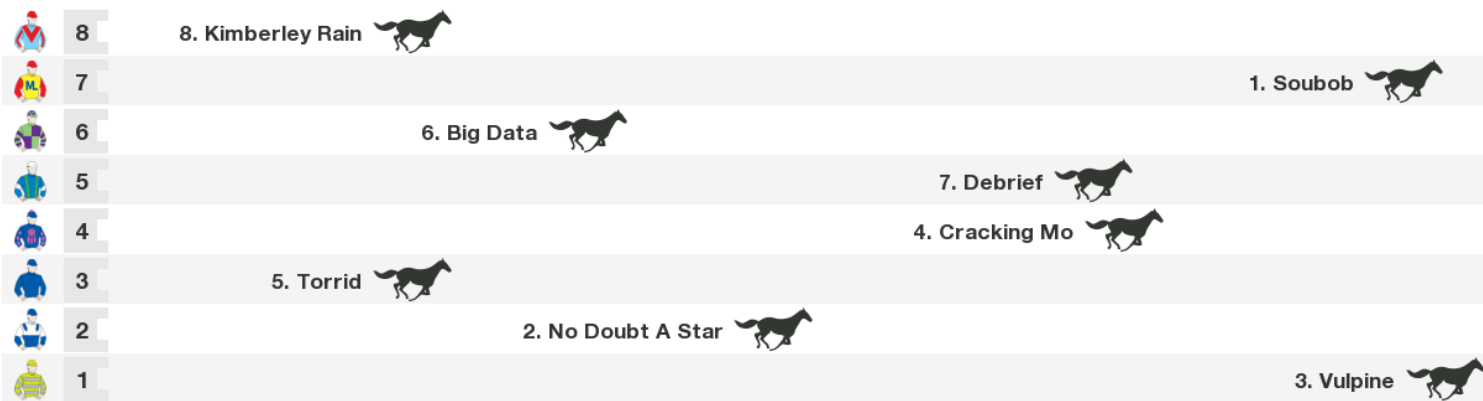 8 8. Kimberley Rain
ML 7 1. Soubob
6 6. Big Data
5 7. Debrief
4 4. Cracking Mo
3 5. Torrid
2 2. No Doubt A Star
1 3. Vulpine